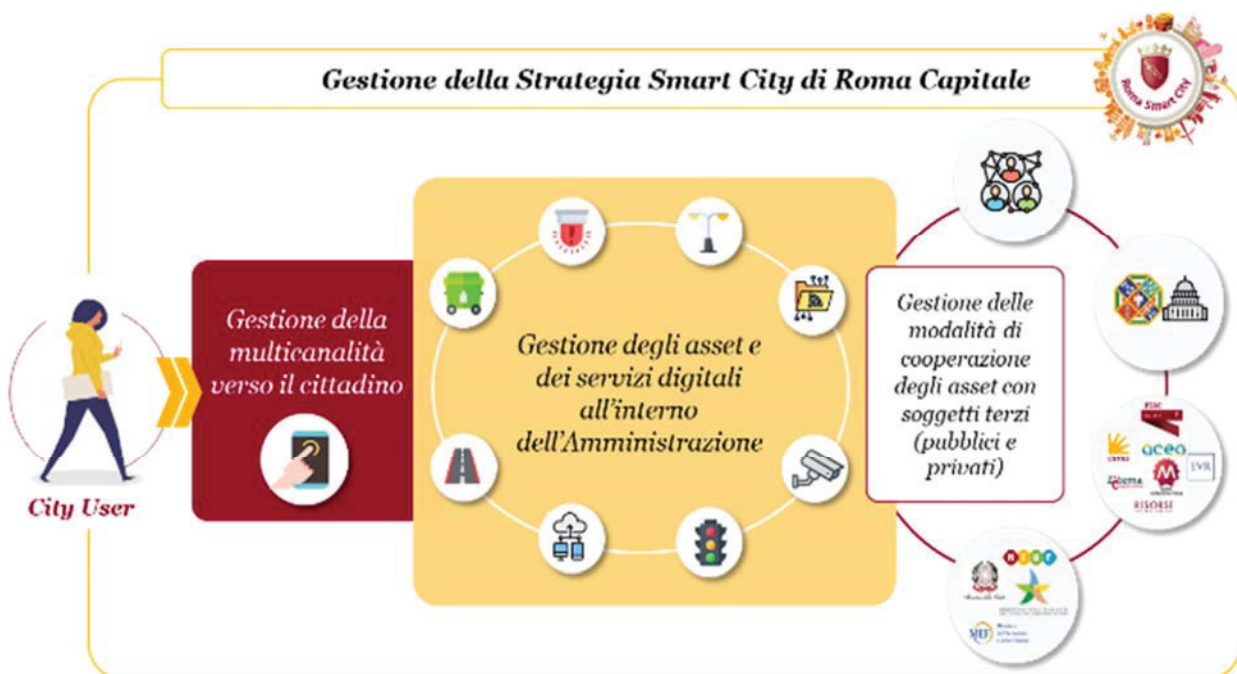 Gestione della Strategia Smart City di Roma Capitale
Roma Smart City
Gestione della
multicanalità
verso il cittadino
City User
Gestione degli asset e
dei servizi digitali
all'interno
dell'Amministrazione
Gestione delle
modalità di
cooperazione
degli asset con
soggetti terzi
(pubblici e
privati)
acea
RISORSE
MIUR
MEF